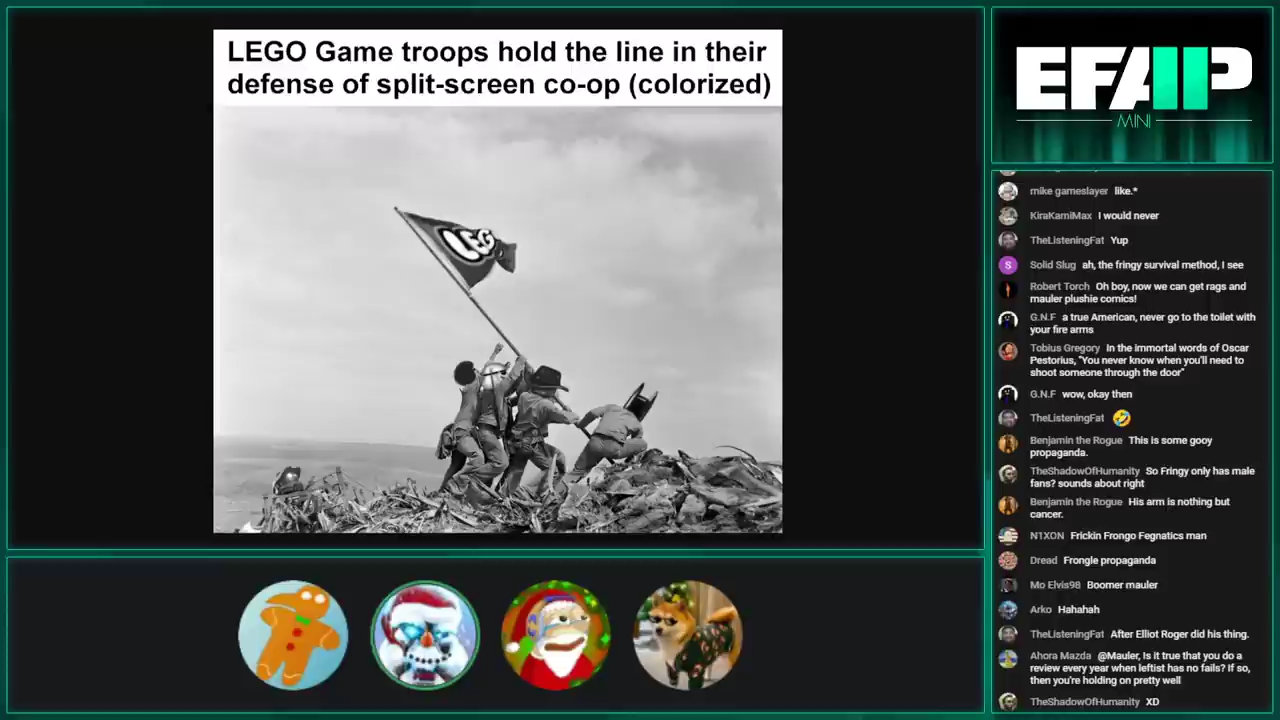 LEGO Game troops hold the line in their
defense of split-screen co-op (colorized)
LEG
EFAP
MINI
mike gameslayer like.*
KiraKamiMax I would never
TheListeningFat Yup
S
Solid Slug ah, the fringy survival method, I see
Robert Torch Oh boy, now we can get rags and
mauler plushie comics!
G.N.F a true American, never go to the toilet with
your fire arms
Tobius Gregory In the immortal words of Oscar
Pestorius, "You never know when you'll need to
shoot someone through the door"
G.N.F wow, okay then
TheListeningFat 🤣
Benjamin the Rogue This is some gooy
propaganda.
TheShadowOfHumanity So Fringy only has male
fans? sounds about right
Benjamin the Rogue His arm is nothing but
cancer.
N1XON Frickin Frongo Fegnatics man
Dread Frongle propaganda
Mo Elvis98 Boomer mauler
Arko Hahahah
TheListeningFat After Elliot Roger did his thing.
Ahora Mazda @Mauler, Is it true that you do a
review every year when leftist has no fails? If so,
then you're holding on pretty well
TheShadowOfHumanity XD